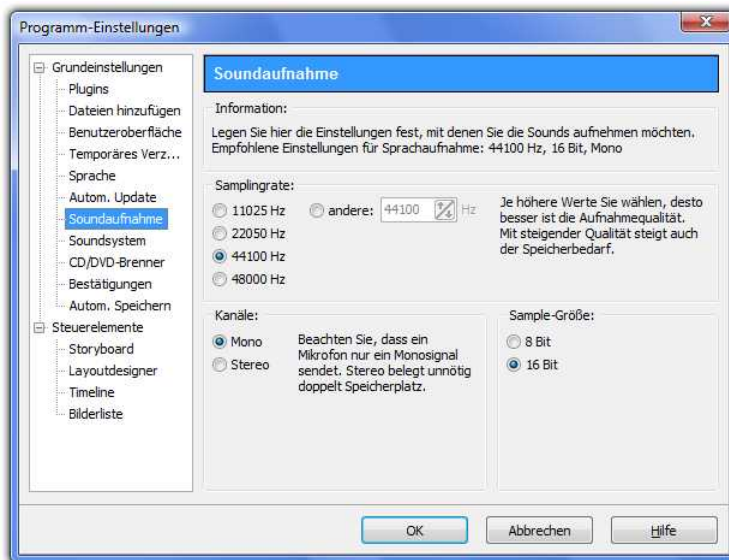 Programm-Einstellungen
Grundeinstellungen
Plugins
Dateien hinzufügen
Benutzeroberfläche
Temporäres Verz...
Sprache
Autom. Update
Soundaufnahme
Soundsystem
CD/DVD-Brenner
Bestätigungen
Autom. Speichern
Steuerelemente
Storyboard
Layoutdesigner
Timeline
Bilderliste
Soundaufnahme
Information:
Legen Sie hier die Einstellungen fest, mit denen Sie die Sounds aufnehmen möchten.
Empfohlene Einstellungen für Sprachaufnahme: 44100 Hz, 16 Bit, Mono
Samplingrate:
11025 Hz
andere: 44100 Hz
22050 Hz
44100 Hz
48000 Hz
Je höhere Werte Sie wählen, desto
besser ist die Aufnahmequalität.
Mit steigender Qualität steigt auch
der Speicherbedarf.
Kanäle:
Mono
Stereo
Beachten Sie, dass ein
Mikrofon nur ein Monosignal
sendet. Stereo belegt unnötig
doppelt Speicherplatz.
Sample-Größe:
8 Bit
16 Bit
OK
Abbrechen
Hilfe